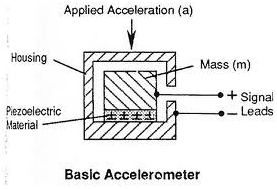 Applied Acceleration (a)
Housing
Mass (m)
+ Signal
− Leads
Piezoelectric
Material
Basic Accelerometer